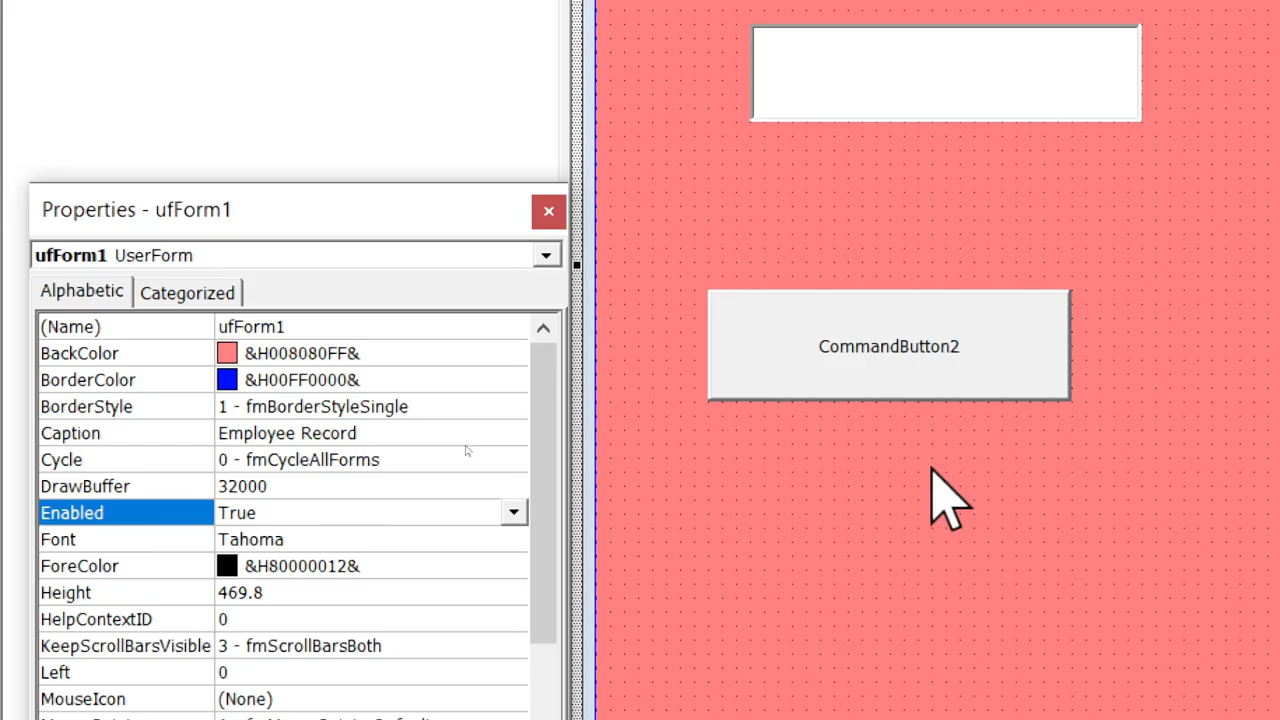 Properties - ufForm1
ufForm1 UserForm
Alphabetic Categorized
(Name) ufForm1
BackColor &H008080FF&
BorderColor &H00FF0000&
BorderStyle 1 - fmBorderStyleSingle
Caption Employee Record
Cycle 0 - fmCycleAllForms
DrawBuffer 32000
Enabled True
Font Tahoma
ForeColor &H80000012&
Height 469.8
HelpContextID 0
KeepScrollBarsVisible 3 - fmScrollBarsBoth
Left 0
MouseIcon (None)
CommandButton2